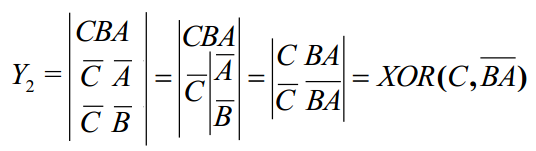 Y₂ = | CBA ; C̅ A̅ ; C̅ B̅ | = | CBA ; C̅ | A̅ ; B̅ | = | C BA ; C̅ B̅A̅ | = XOR(C, B̅A̅)